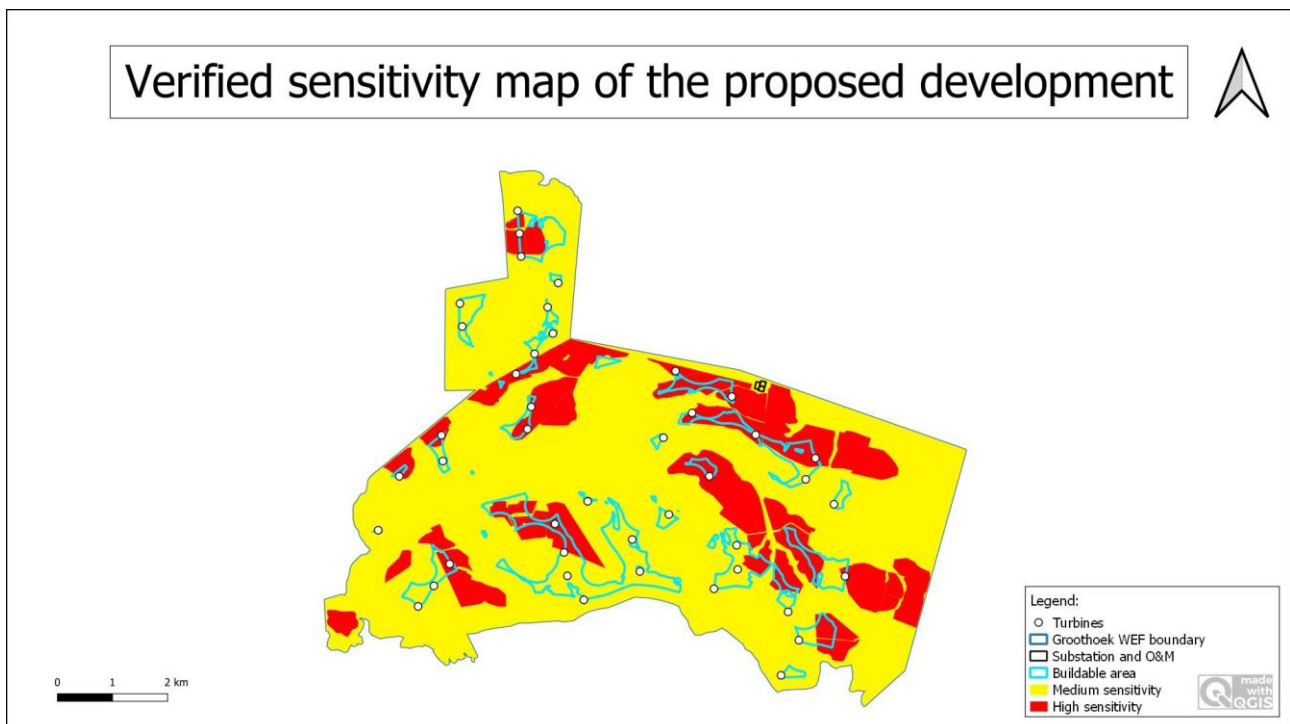 Verified sensitivity map of the proposed development
Legend:
Turbines
Groothoek WEF boundary
Substation and O&M
Buildable area
Medium sensitivity
High sensitivity
0 1 2 km
made
with
QGIS